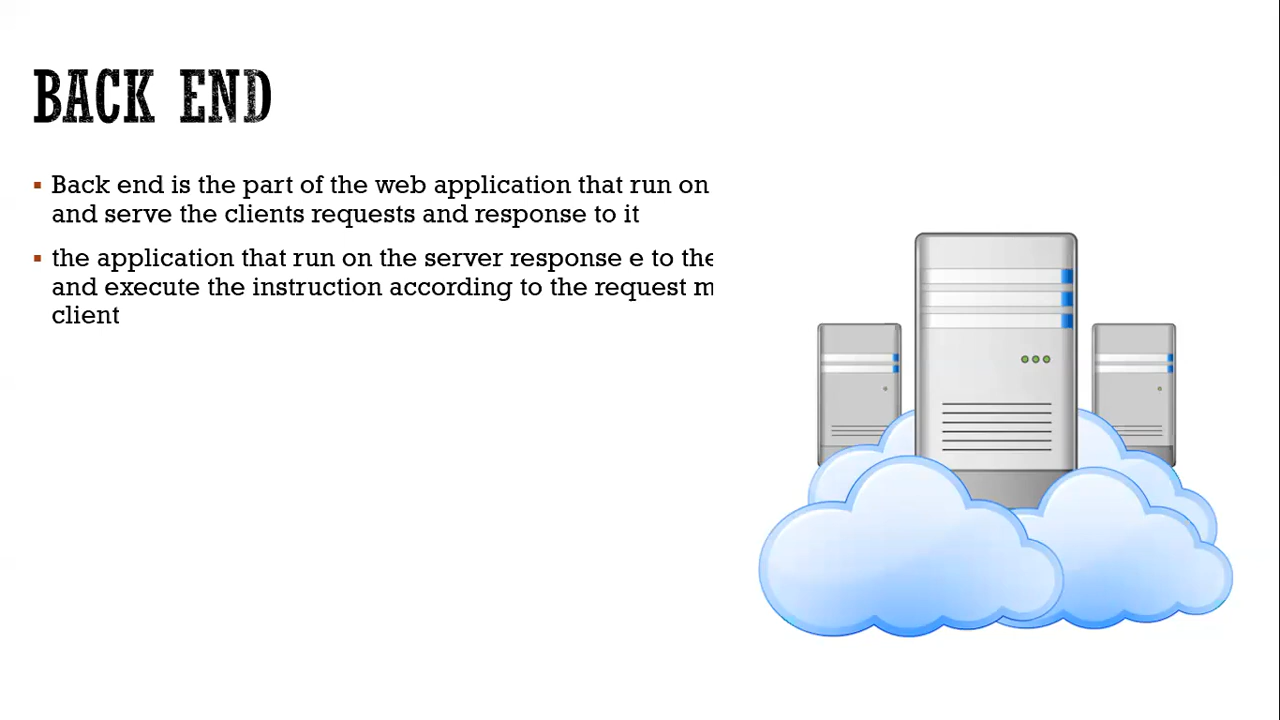 BACK END
Back end is the part of the web application that run on
and serve the clients requests and response to it
the application that run on the server response e to the
and execute the instruction according to the request m
client